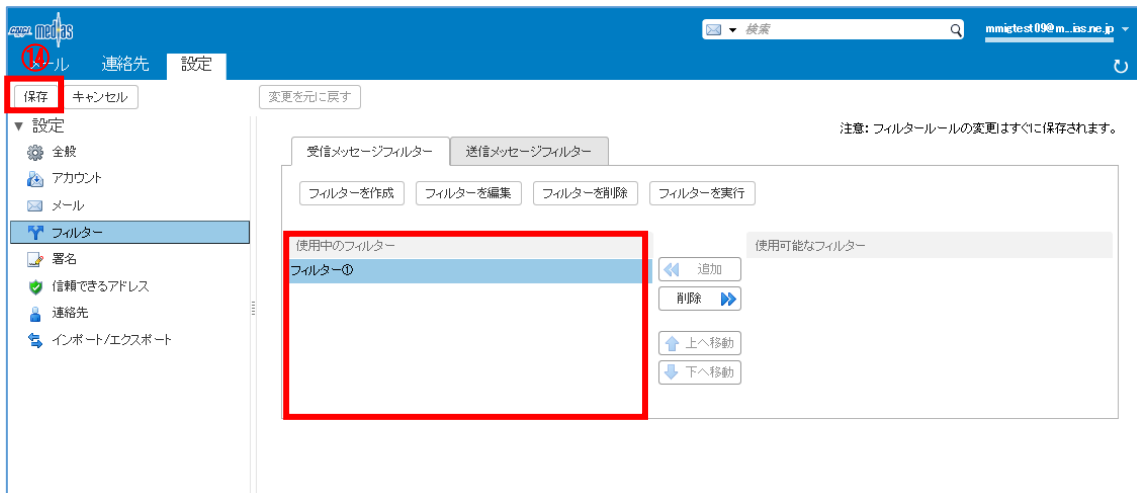 CNCI medias
検索
mmigtest09@m...ias.ne.jp
⑭
メール 連絡先 設定
保存 キャンセル 変更を元に戻す
設定
注意: フィルタールールの変更はすぐに保存されます。
全般
受信メッセージフィルター 送信メッセージフィルター
アカウント
フィルターを作成 フィルターを編集 フィルターを削除 フィルターを実行
メール
フィルター
使用中のフィルター 使用可能なフィルター
署名
フィルター①
追加
信頼できるアドレス
削除
連絡先
インポート/エクスポート
上へ移動
下へ移動